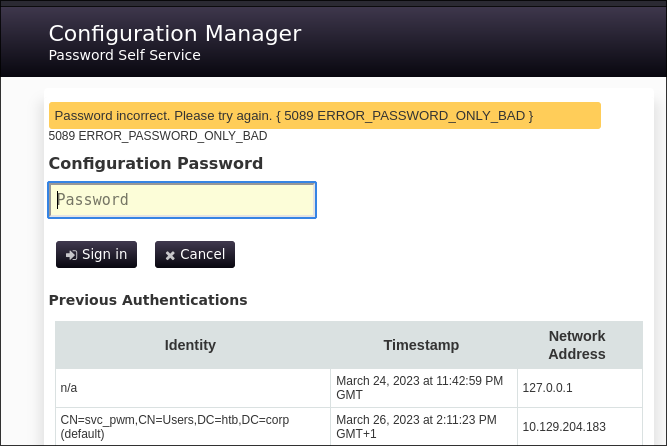 Configuration Manager
Password Self Service
Password incorrect. Please try again. { 5089 ERROR_PASSWORD_ONLY_BAD }
5089 ERROR_PASSWORD_ONLY_BAD
Configuration Password
Password
Sign in Cancel
Previous Authentications
Identity Timestamp Network
Address
n/a March 24, 2023 at 11:42:59 PM
GMT 127.0.0.1
CN=svc_pwm,CN=Users,DC=htb,DC=corp
(default) March 26, 2023 at 2:11:23 PM
GMT+1 10.129.204.183